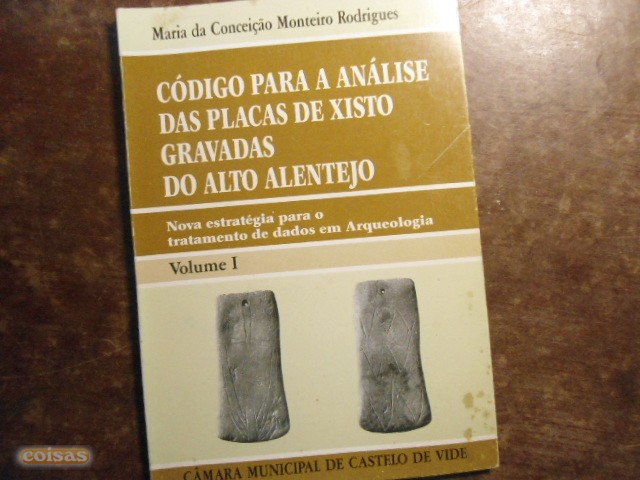 Maria da Conceição Monteiro Rodrigues
CÓDIGO PARA A ANÁLISE
DAS PLACAS DE XISTO
GRAVADAS
DO ALTO ALENTEJO
Nova estratégia para o
tratamento de dados em Arqueologia
Volume I
CÂMARA MUNICIPAL DE CASTELO DE VIDE
coisas